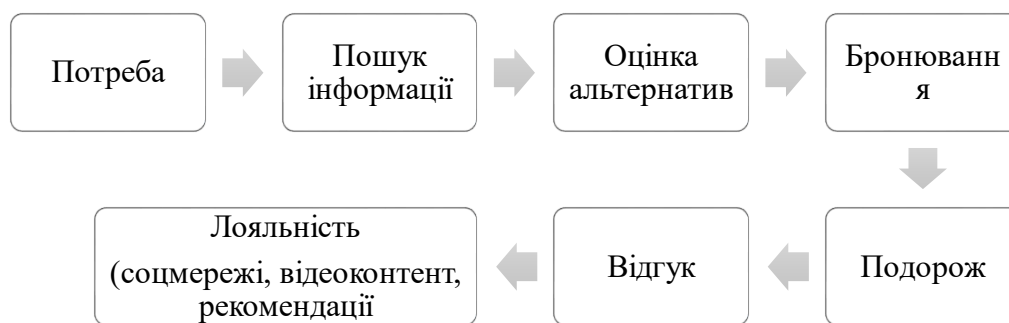 Потреба
Пошук
інформації
Оцінка
альтернатив
Бронюванн
я
Подорож
Відгук
Лояльність
(соцмережі, відеоконтент,
рекомендації